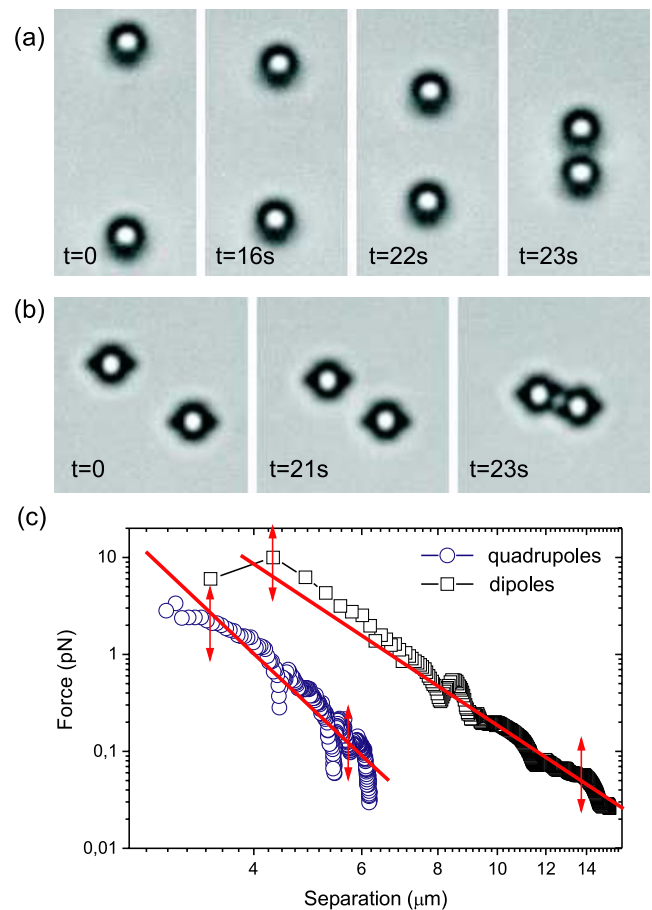 (a)
t=0 t=16s t=22s t=23s
(b)
t=0 t=21s t=23s
(c)
quadrupoles
dipoles
10
1
0,1
0,01
Force (pN)
4 6 8 10 12 14
Separation (μm)